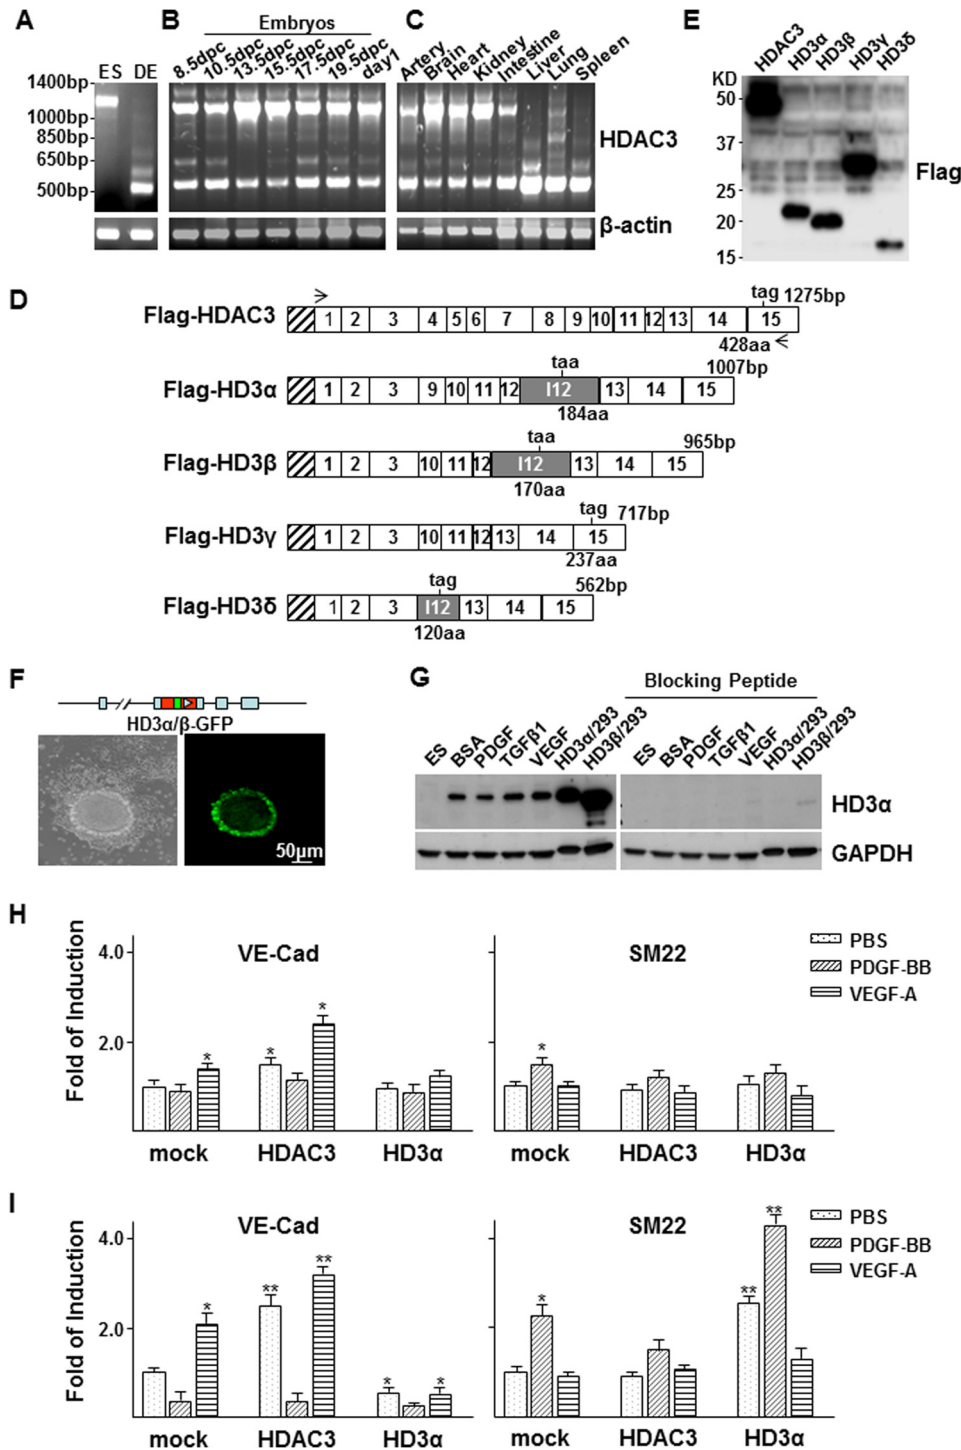 A
ES DE
1400bp
1000bp
850bp
650bp
500bp
B
Embryos
8.5dpc 10.5dpc 13.5dpc 15.5dpc 17.5dpc 19.5dpc day1
C
Artery Brain Heart Kidney Intestine Liver Lung Spleen
HDAC3
β-actin
E
HDAC3 HD3α HD3β HD3γ HD3δ
KD
50
37
25
20
15
Flag
D
tag 1275bp
Flag-HDAC3 1 2 3 4 5 6 7 8 9 10 11 12 13 14 15
428aa
taa 1007bp
Flag-HD3α 1 2 3 9 10 11 12 I12 13 14 15
184aa
taa 965bp
Flag-HD3β 1 2 3 10 11 12 I12 13 14 15
170aa
tag 717bp
Flag-HD3γ 1 2 3 10 11 12 13 14 15
237aa
tag 562bp
Flag-HD3δ 1 2 3 I12 13 14 15
120aa
F
HD3α/β-GFP
50μm
G
Blocking Peptide
ES BSA PDGF TGFβ1 VEGF HD3α/293 HD3β/293 ES BSA PDGF TGFβ1 VEGF HD3α/293 HD3β/293
HD3α
GAPDH
H
Fold of Induction
4.0
2.0
VE-Cad
* * *
mock HDAC3 HD3α
SM22
*
mock HDAC3 HD3α
PBS
PDGF-BB
VEGF-A
I
Fold of Induction
4.0
2.0
VE-Cad
* ** ** * *
mock HDAC3 HD3α
SM22
* ** **
mock HDAC3 HD3α
PBS
PDGF-BB
VEGF-A